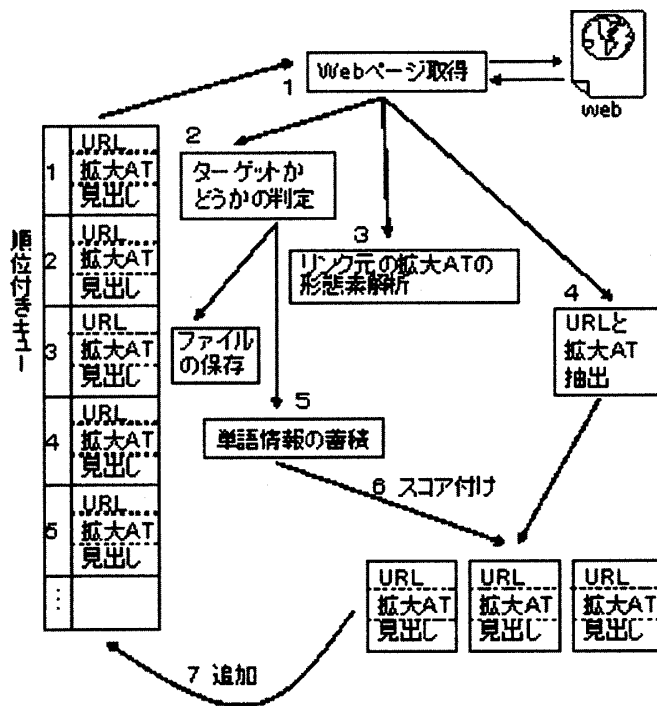 1
Webページ取得
web
順位付きキュー
1
URL
拡大AT
見出し
2
URL
拡大AT
見出し
3
URL
拡大AT
見出し
4
URL
拡大AT
見出し
5
URL
拡大AT
見出し
⋮
2
ターゲットか
どうかの判定
3
リンク元の拡大ATの
形態素解析
4
URLと
拡大AT
抽出
ファイル
の保存
5
単語情報の蓄積
6 スコア付け
URL
拡大AT
見出し
URL
拡大AT
見出し
URL
拡大AT
見出し
7 追加